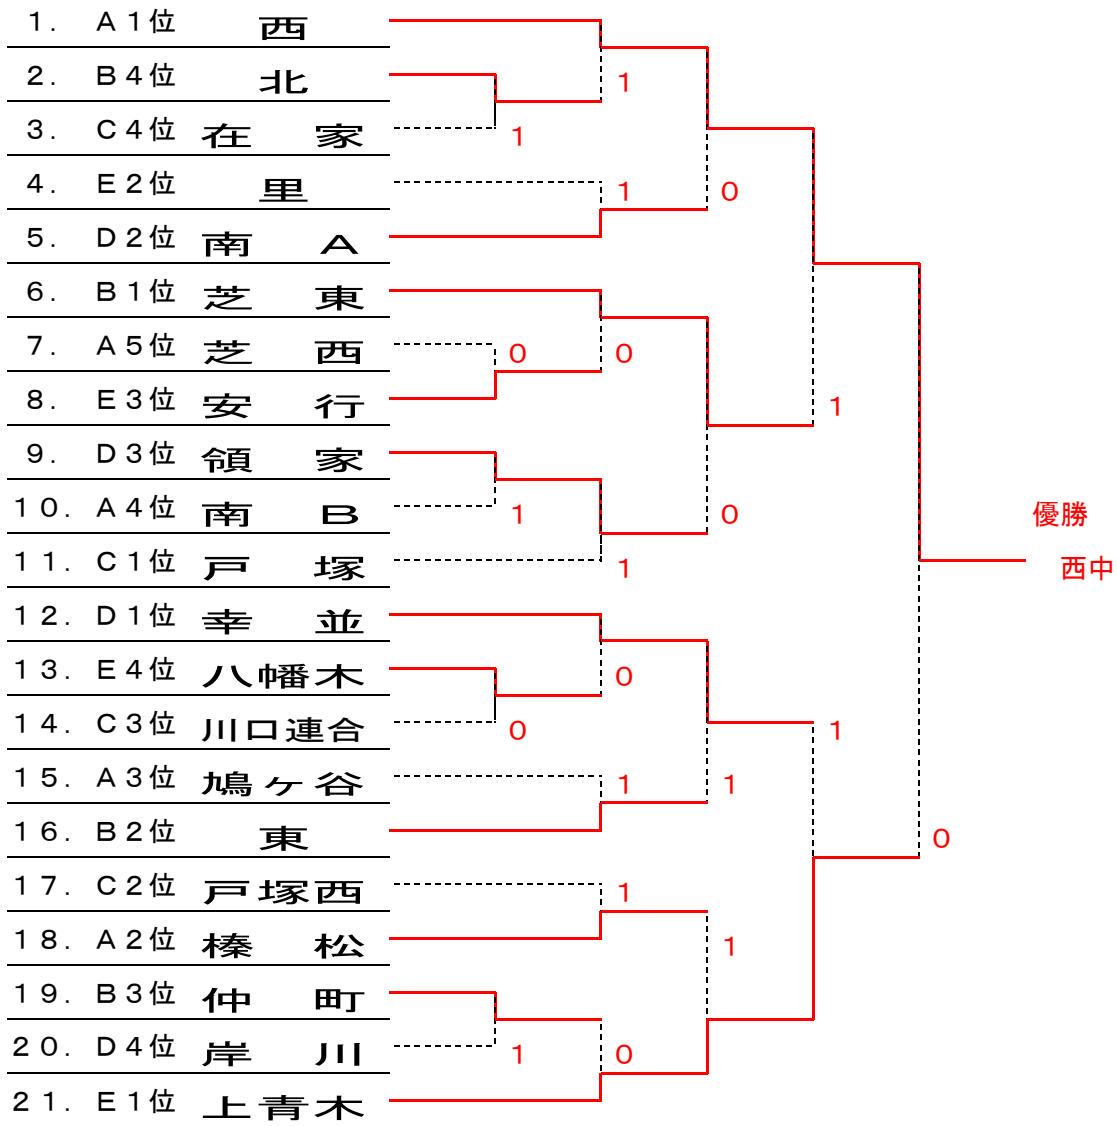 １．　Ａ１位　西
２．　Ｂ４位　北
1
３．　Ｃ４位　在　家
1
４．　Ｅ２位　里
1
0
５．　Ｄ２位　南　Ａ
６．　Ｂ１位　芝　東
７．　Ａ５位　芝　西
0
0
８．　Ｅ３位　安　行
1
９．　Ｄ３位　領　家
１０．　Ａ４位　南　Ｂ
1
0
優勝
１１．　Ｃ１位　戸　塚
1
西中
１２．　Ｄ１位　幸　並
１３．　Ｅ４位　八幡木
0
１４．　Ｃ３位　川口連合
0
1
１５．　Ａ３位　鳩ヶ谷
1
1
１６．　Ｂ２位　東
0
１７．　Ｃ２位　戸塚西
1
１８．　Ａ２位　榛　松
1
１９．　Ｂ３位　仲　町
２０．　Ｄ４位　岸　川
1
0
２１．　Ｅ１位　上青木